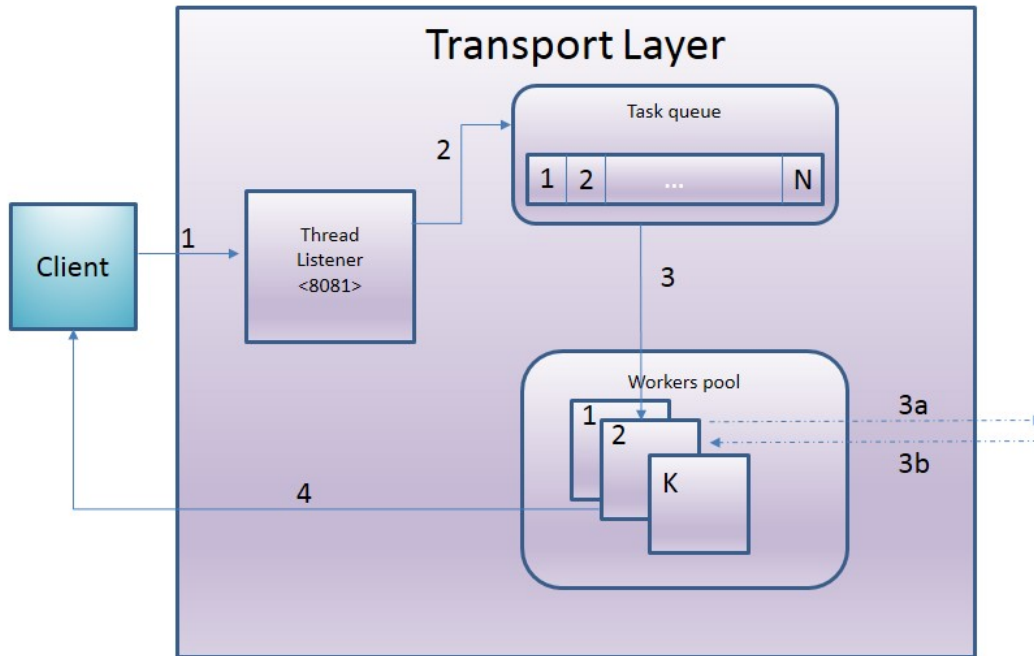 Transport Layer
Task queue
1 2 ... N
2
1
Thread
Listener
<8081>
Client
3
Workers pool
1
2
K
3a
3b
4